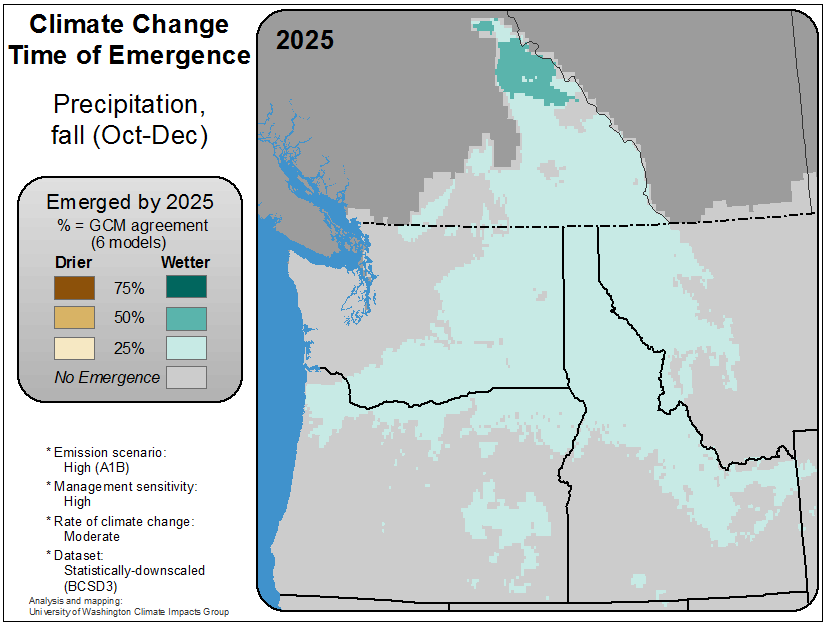 Climate Change
Time of Emergence
Precipitation,
fall (Oct-Dec)
Emerged by 2025
% = GCM agreement
(6 models)
Drier Wetter
75%
50%
25%
No Emergence
* Emission scenario:
High (A1B)
* Management sensitivity:
High
* Rate of climate change:
Moderate
* Dataset:
Statistically-downscaled
(BCSD3)
Analysis and mapping:
University of Washington Climate Impacts Group
2025